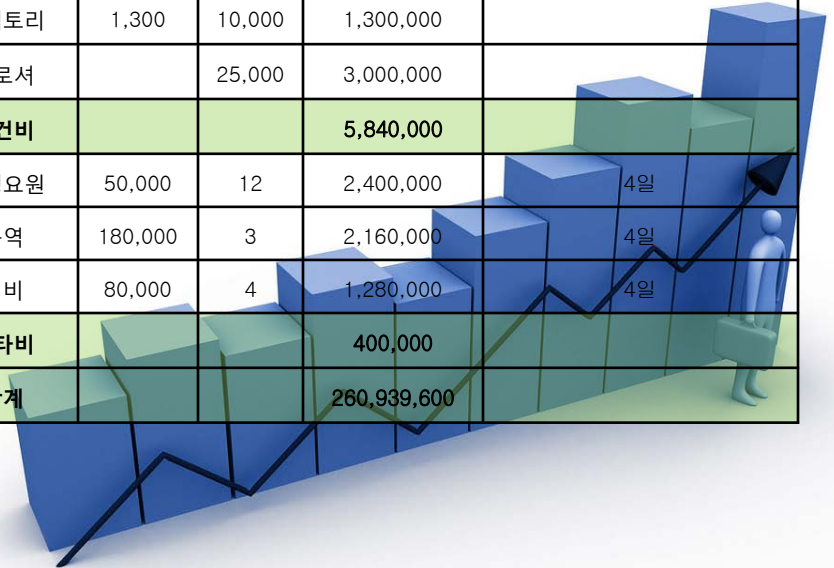 토리 1,300 10,000 1,300,000
로셔 25,000 3,000,000
건비 5,840,000
요원 50,000 12 2,400,000 4일
역 180,000 3 2,160,000 4일
비 80,000 4 1,280,000 4일
타비 400,000
계 260,939,600